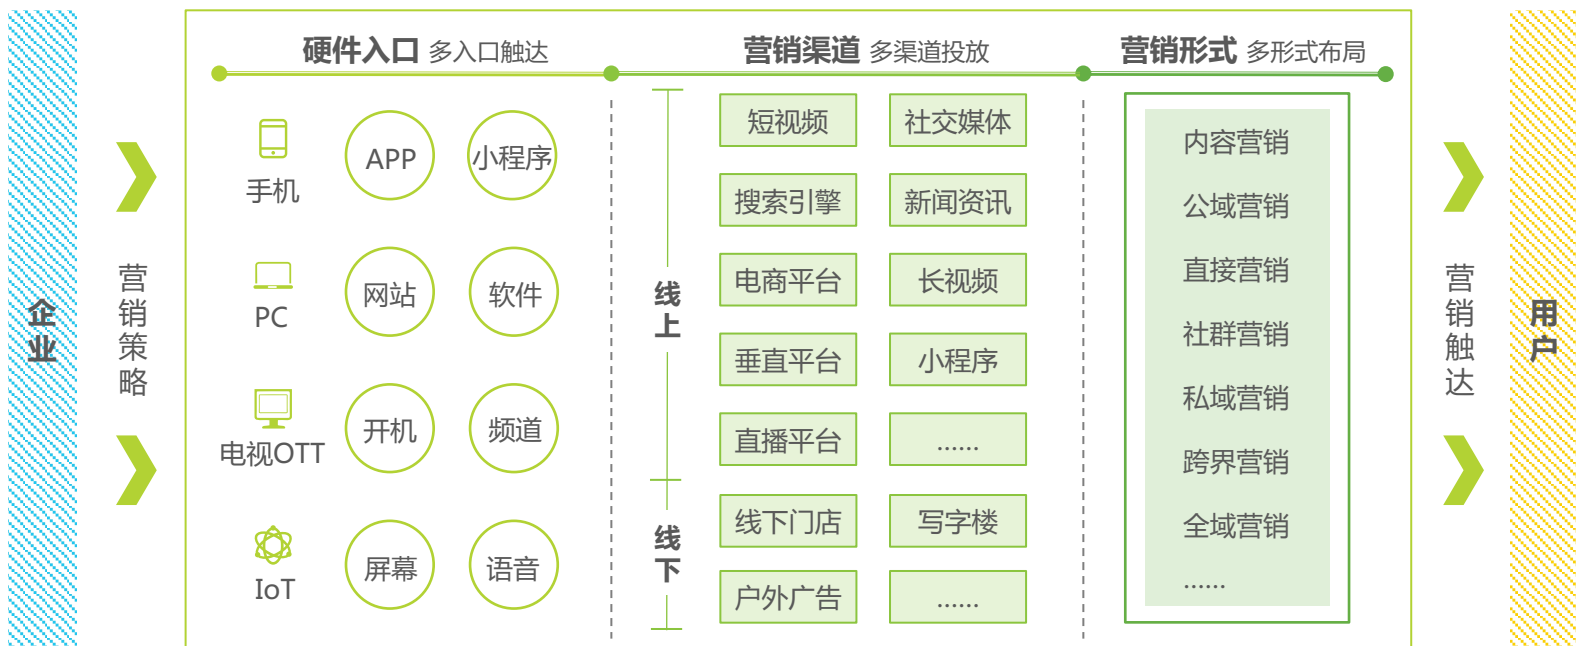 企业
营销策略
硬件入口 多入口触达
手机
APP
小程序
PC
网站
软件
电视OTT
开机
频道
IoT
屏幕
语音
营销渠道 多渠道投放
线上
短视频
社交媒体
搜索引擎
新闻资讯
电商平台
长视频
垂直平台
小程序
直播平台
......
线下
线下门店
写字楼
户外广告
......
营销形式 多形式布局
内容营销
公域营销
直接营销
社群营销
私域营销
跨界营销
全域营销
......
营销触达
用户